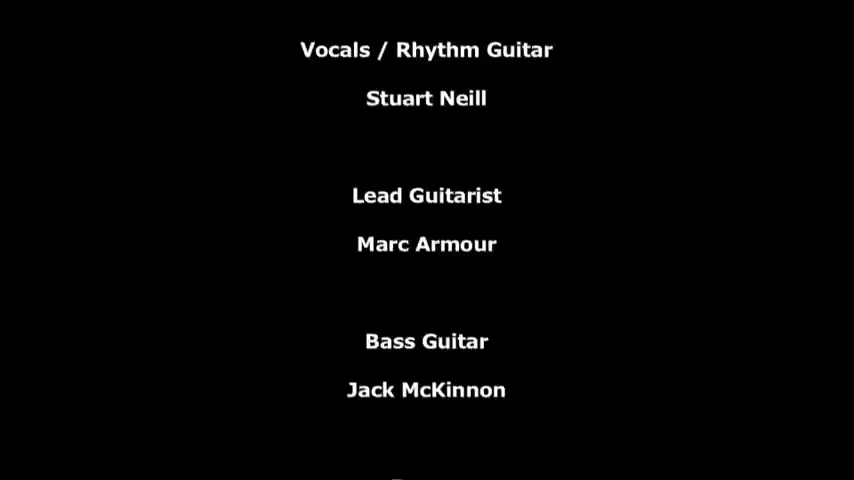 Vocals / Rhythm Guitar
Stuart Neill
Lead Guitarist
Marc Armour
Bass Guitar
Jack McKinnon